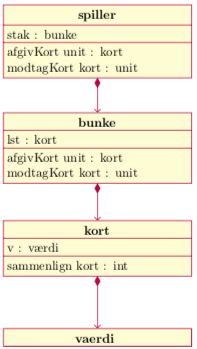 spiller
stak : bunke
afgivKort unit : kort
modtagKort kort : unit
bunke
lst : kort
afgivKort unit : kort
modtagKort kort : unit
kort
v : værdi
sammenlign kort : int
vaerdi